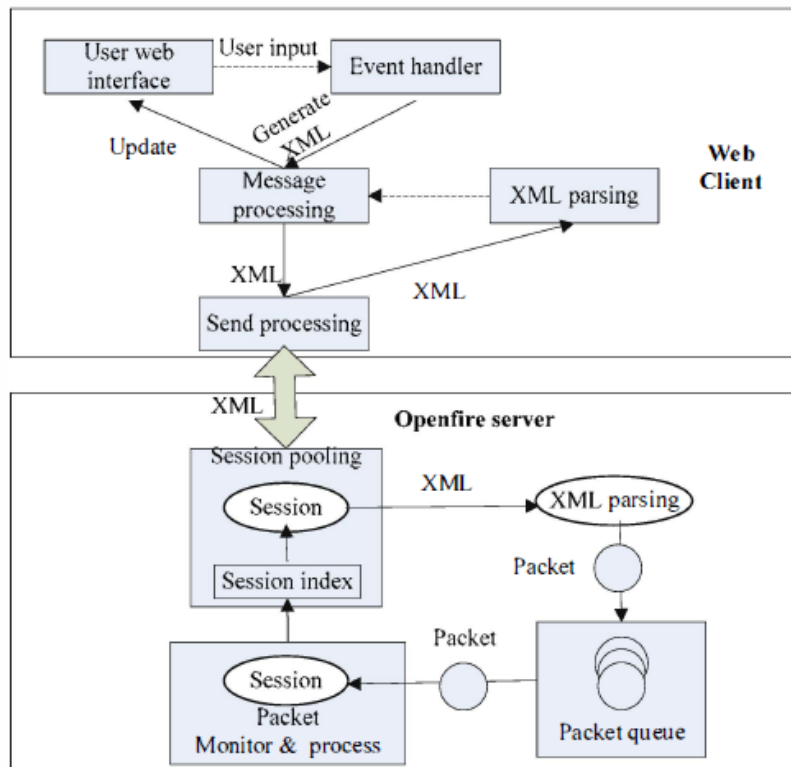 User web
interface
User input
Event handler
Generate
XML
Update
Message
processing
XML parsing
Web
Client
XML
XML
Send processing
XML
Openfire server
Session pooling
Session
XML
XML parsing
Session index
Packet
Packet
Session
Packet
Monitor & process
Packet queue